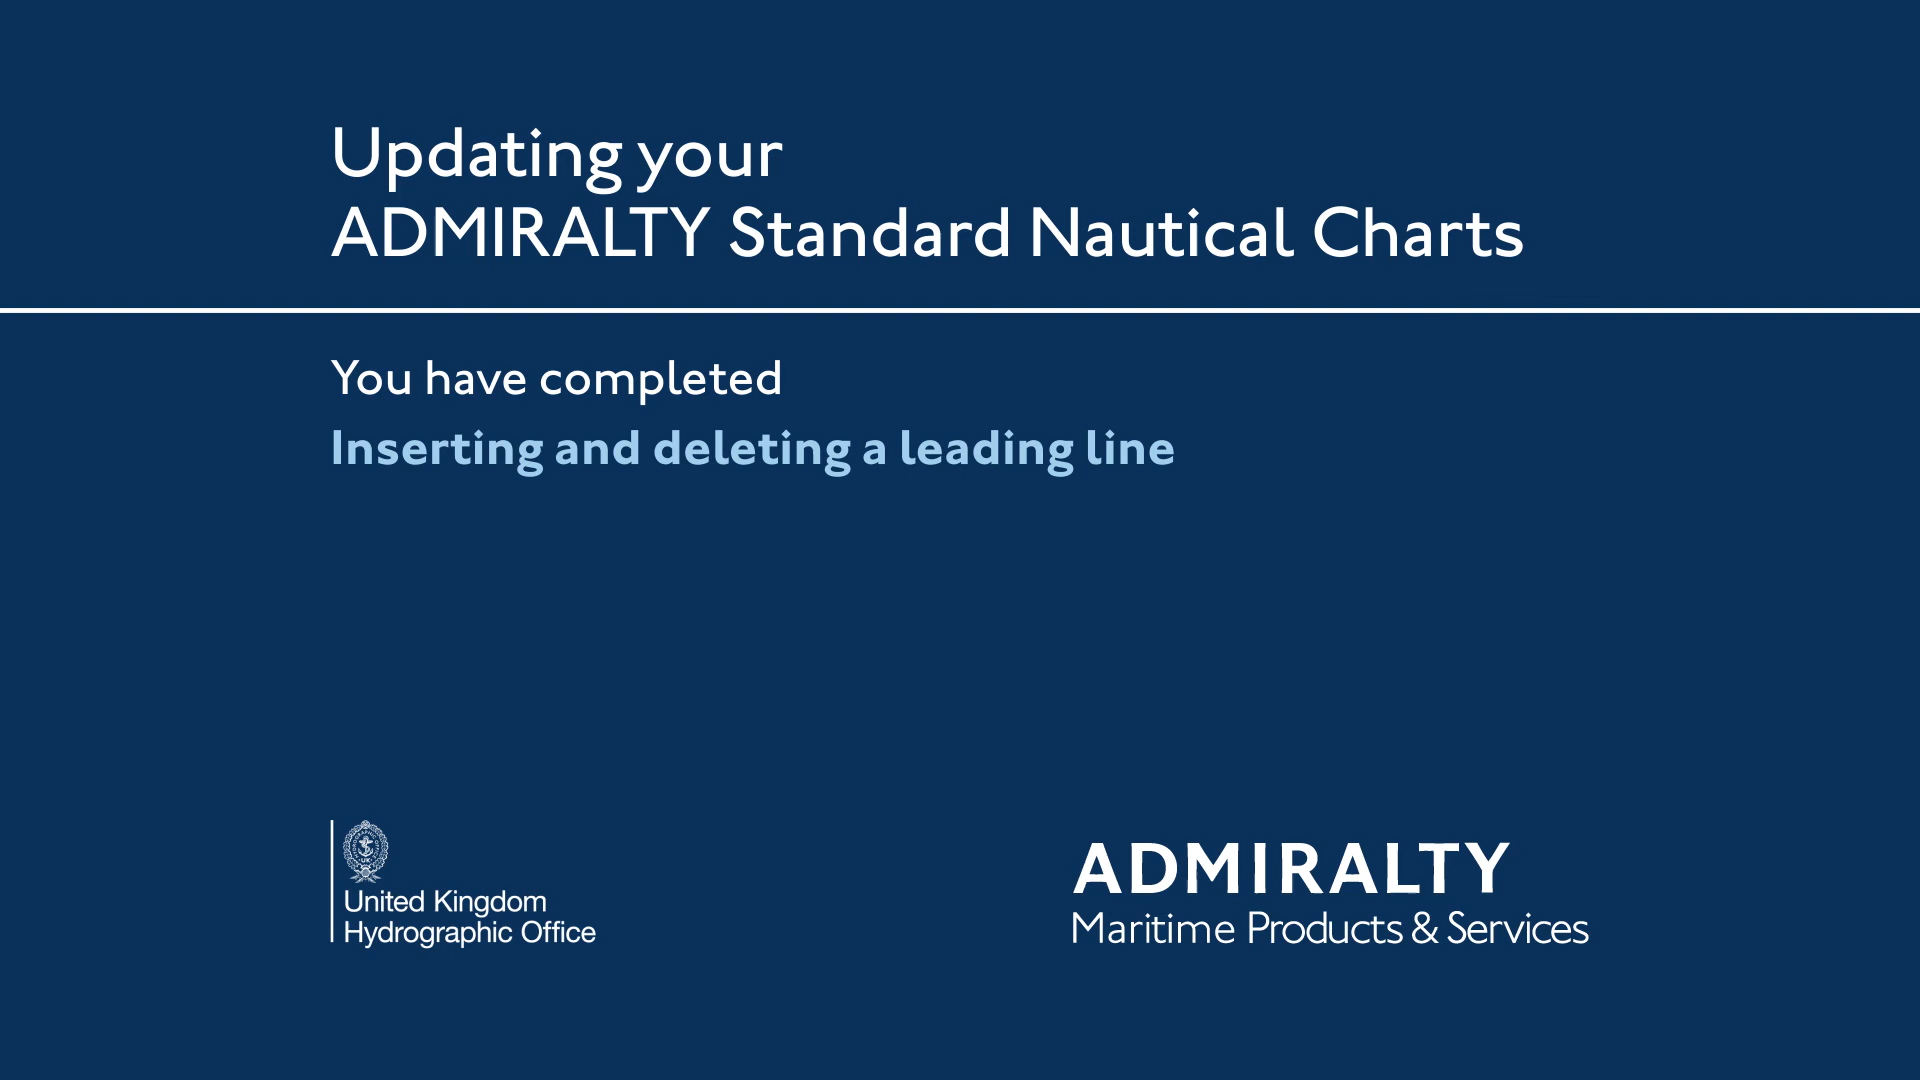 Updating your
ADMIRALTY Standard Nautical Charts
You have completed
Inserting and deleting a leading line
United Kingdom
Hydrographic Office
ADMIRALTY
Maritime Products & Services